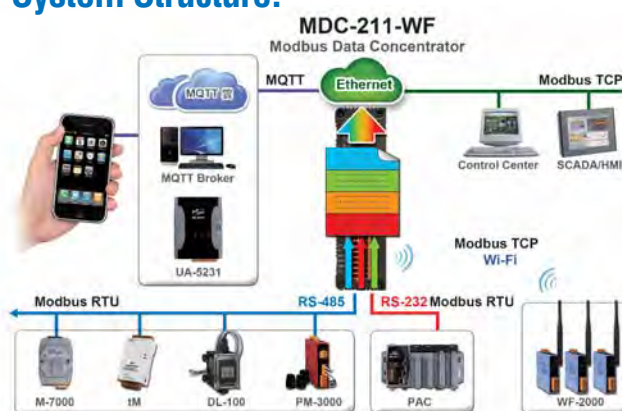 System Structure:
MDC-211-WF
Modbus Data Concentrator
MQTT
Ethernet
Modbus TCP
MQTT 雲
MQTT Broker
Control Center
SCADA/HMI
UA-5231
Modbus TCP
Wi-Fi
Modbus RTU
RS-485
RS-232 Modbus RTU
M-7000
tM
DL-100
PM-3000
PAC
WF-2000